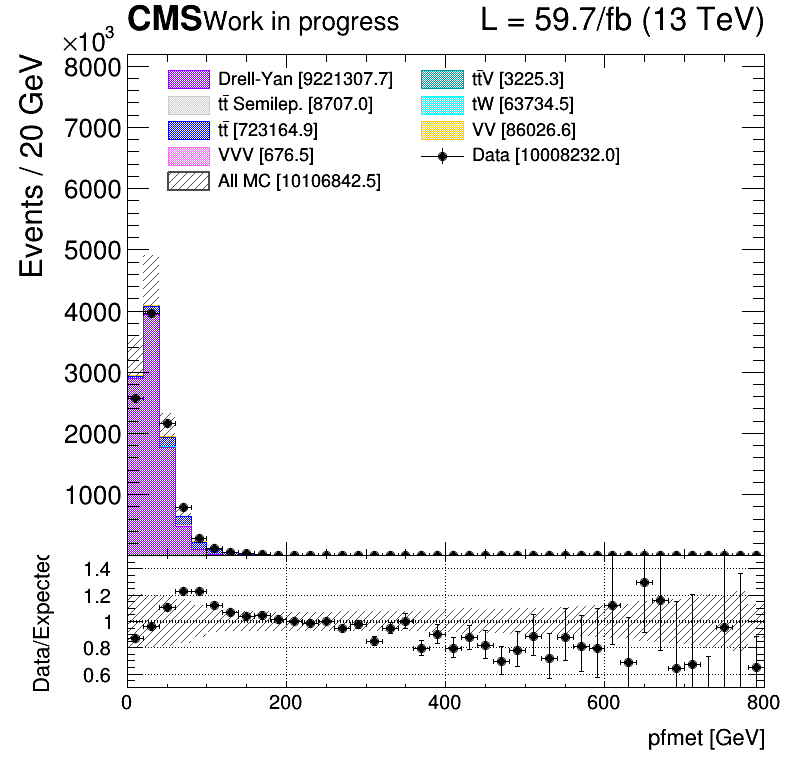 CMS Work in progress L = 59.7/fb (13 TeV)
×10³
Events / 20 GeV
8000
7000
6000
5000
4000
3000
2000
1000
Drell-Yan [9221307.7]
tt̄ Semilep. [8707.0]
tt̄ [723164.9]
VVV [676.5]
All MC [10106842.5]
tt̄V [3225.3]
tW [63734.5]
VV [86026.6]
Data [10008232.0]
Data/Expected
1.4
1.2
1
0.8
0.6
0 200 400 600 800
pfmet [GeV]